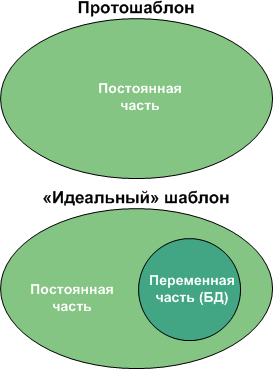 Протошаблон
Постоянная
часть
«Идеальный» шаблон
Постоянная
часть
Переменная
часть (БД)